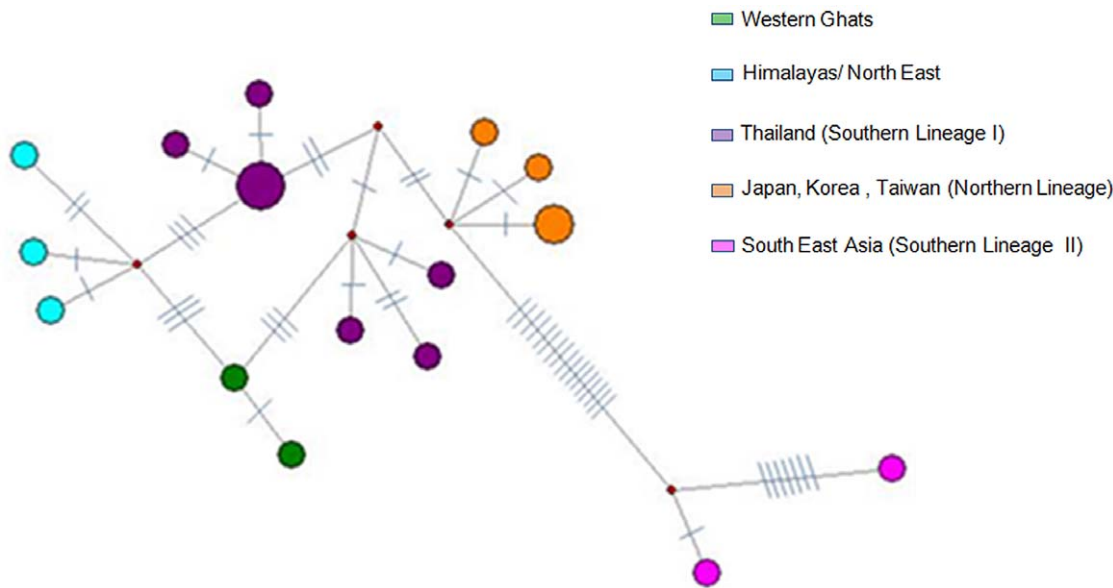 Western Ghats
Himalayas/ North East
Thailand (Southern Lineage I)
Japan, Korea , Taiwan (Northern Lineage)
South East Asia (Southern Lineage II)